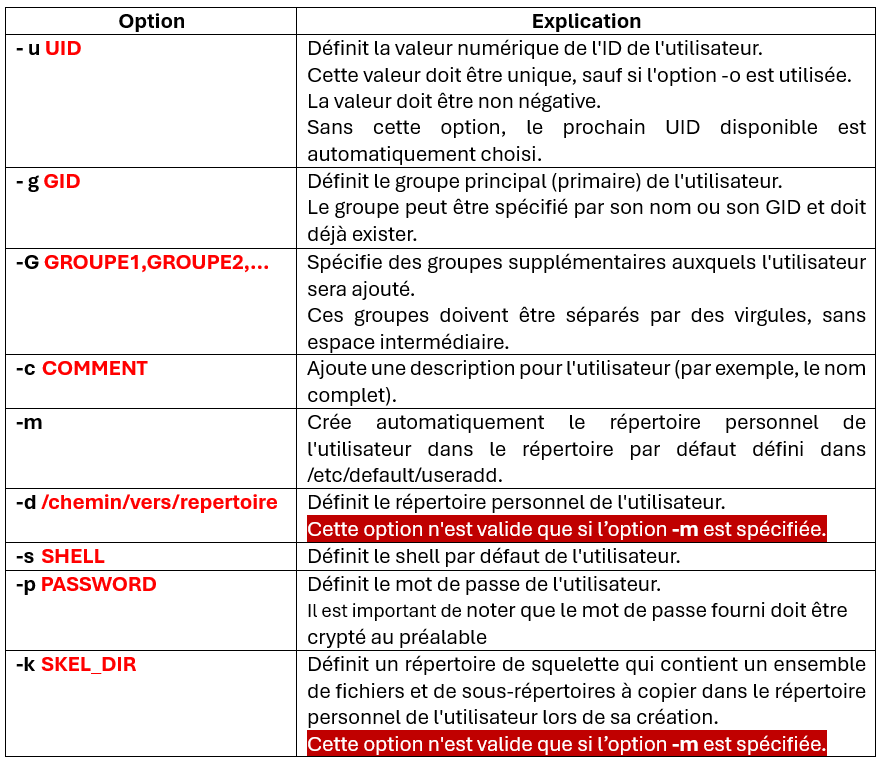 Option Explication
- u UID Définit la valeur numérique de l'ID de l'utilisateur.
Cette valeur doit être unique, sauf si l'option -o est utilisée.
La valeur doit être non négative.
Sans cette option, le prochain UID disponible est
automatiquement choisi.
- g GID Définit le groupe principal (primaire) de l'utilisateur.
Le groupe peut être spécifié par son nom ou son GID et doit
déjà exister.
-G GROUPE1,GROUPE2,... Spécifie des groupes supplémentaires auxquels l'utilisateur
sera ajouté.
Ces groupes doivent être séparés par des virgules, sans
espace intermédiaire.
-c COMMENT Ajoute une description pour l'utilisateur (par exemple, le nom
complet).
-m Crée automatiquement le répertoire personnel de
l'utilisateur dans le répertoire par défaut défini dans
/etc/default/useradd.
-d /chemin/vers/repertoire Définit le répertoire personnel de l'utilisateur.
Cette option n'est valide que si l’option -m est spécifiée.
-s SHELL Définit le shell par défaut de l'utilisateur.
-p PASSWORD Définit le mot de passe de l'utilisateur.
Il est important de noter que le mot de passe fourni doit être
crypté au préalable
-k SKEL_DIR Définit un répertoire de squelette qui contient un ensemble
de fichiers et de sous-répertoires à copier dans le répertoire
personnel de l'utilisateur lors de sa création.
Cette option n'est valide que si l’option -m est spécifiée.